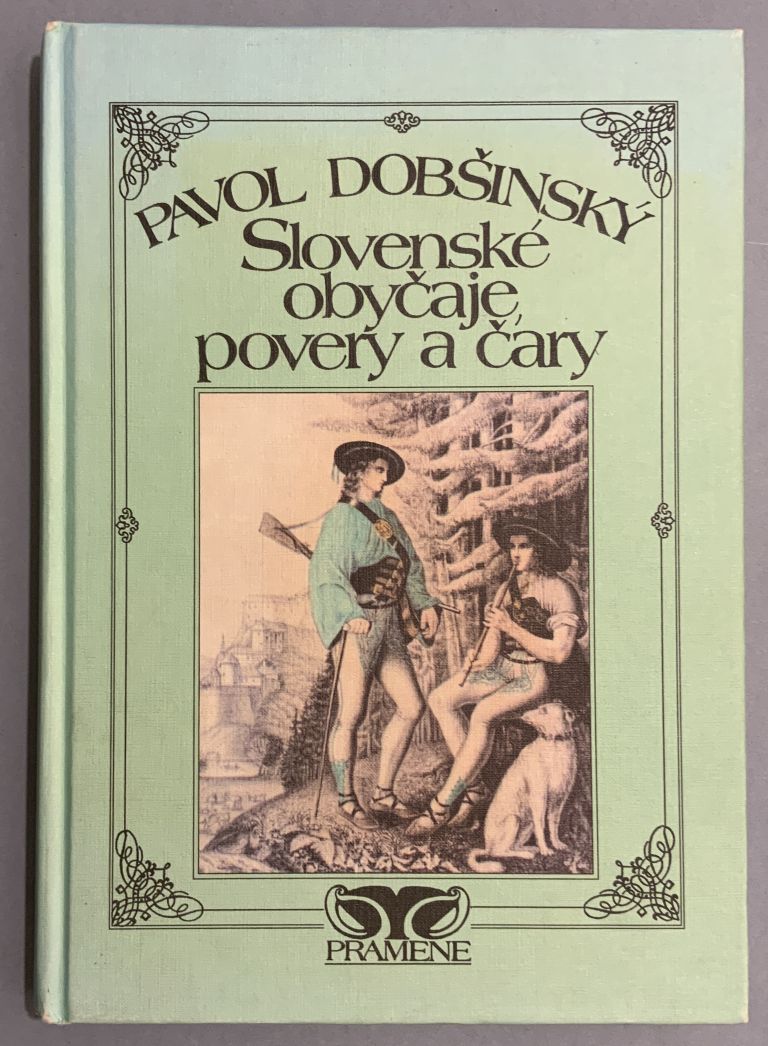 PAVOL DOBŠINSKÝ
Slovenské
obyčaje,
povery a čary
PRAMENE